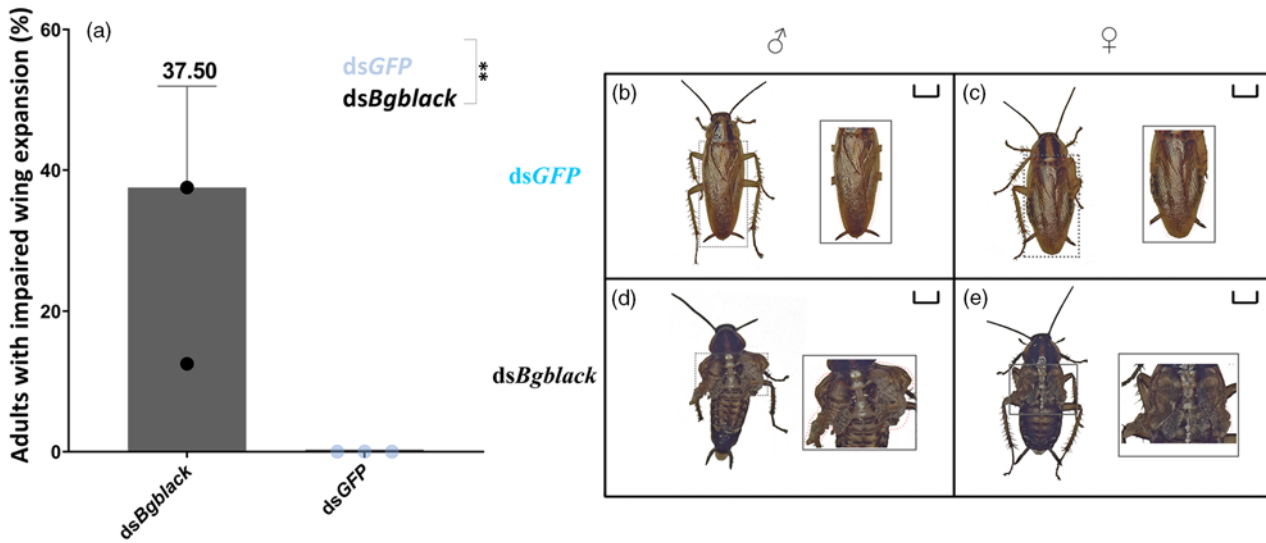 (a)
Adults with impaired wing expansion (%)
60
40
20
0
37.50
dsGFP
dsBgblack
**
dsBgblack
dsGFP
♂
♀
dsGFP
(b)
(c)
dsBgblack
(d)
(e)